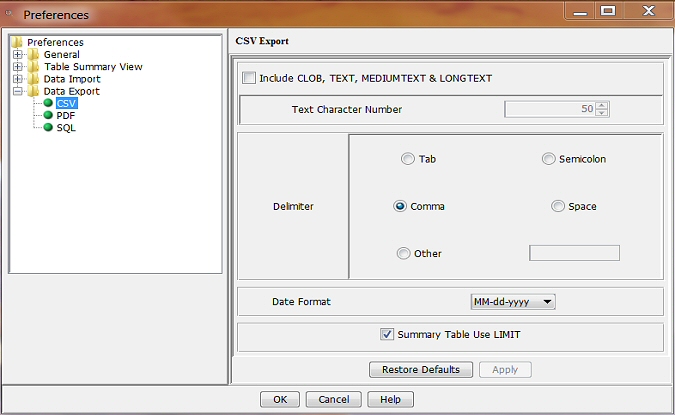 Preferences
Preferences
General
Table Summary View
Data Import
Data Export
CSV
PDF
SQL
CSV Export
Include CLOB, TEXT, MEDIUMTEXT & LONGTEXT
Text Character Number 50
Delimiter
Tab Semicolon
Comma Space
Other
Date Format MM-dd-yyyy
Summary Table Use LIMIT
Restore Defaults Apply
OK Cancel Help